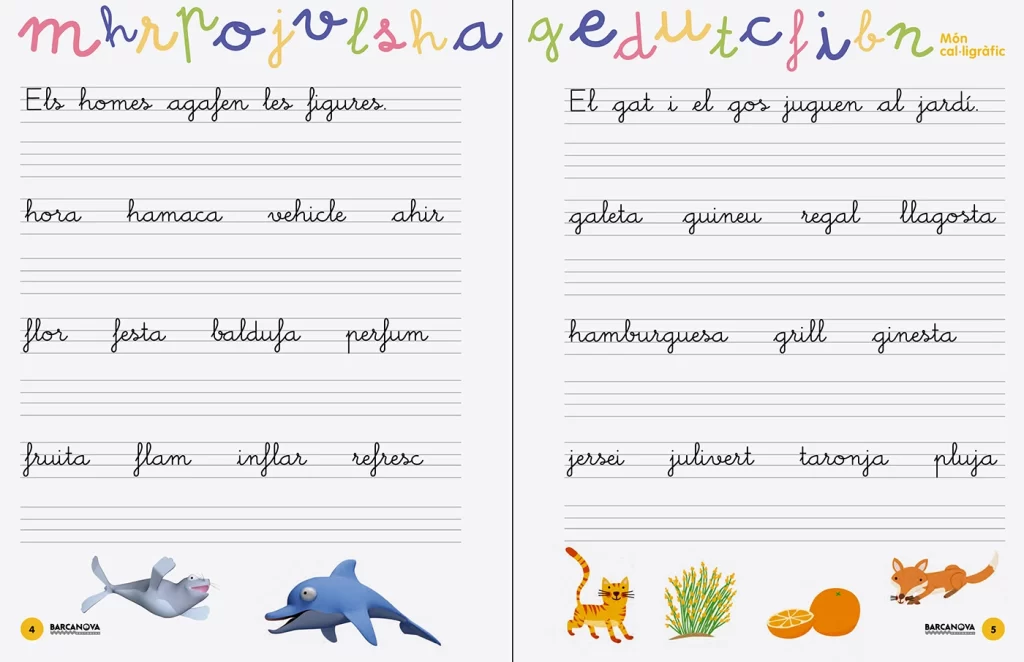 m h r p o j v l s h a
Els homes agafen les figures.
hora hamaca vehicle ahir
flor festa baldufa perfum
fruita flam inflar refresc
4 BARCANOVA
g e d u t c f i b n
Món
cal·ligràfic
El gat i el gos juguen al jardí.
galeta guineu regal llagosta
hamburguesa grill ginesta
jersei julivert taronja pluja
BARCANOVA 5